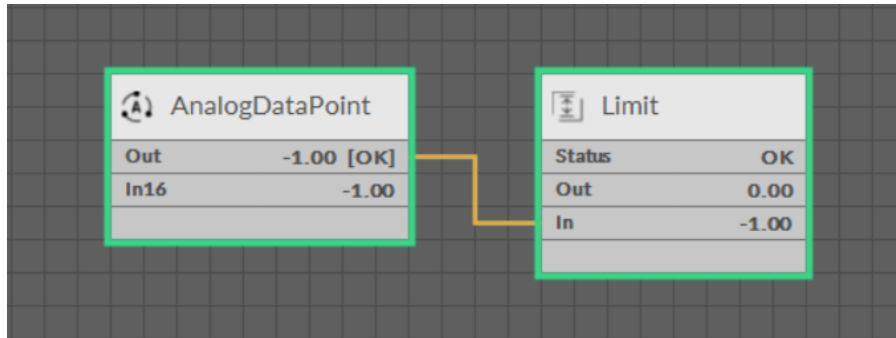 AnalogDataPoint
Out -1.00 [OK]
In16 -1.00
Limit
Status OK
Out 0.00
In -1.00